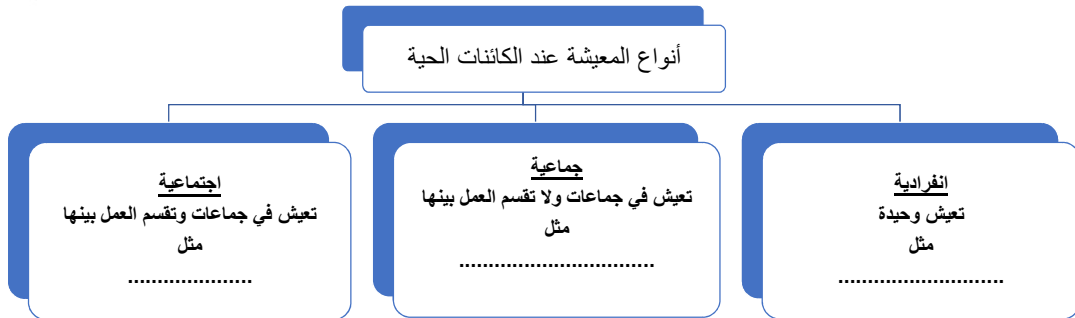 أنواع المعيشة عند الكائنات الحية
انفرادية
تعيش وحيدة
مثل
............................
جماعية
تعيش في جماعات ولا تقسم العمل بينها
مثل
.................................
اجتماعية
تعيش في جماعات وتقسم العمل بينها
مثل
.....................